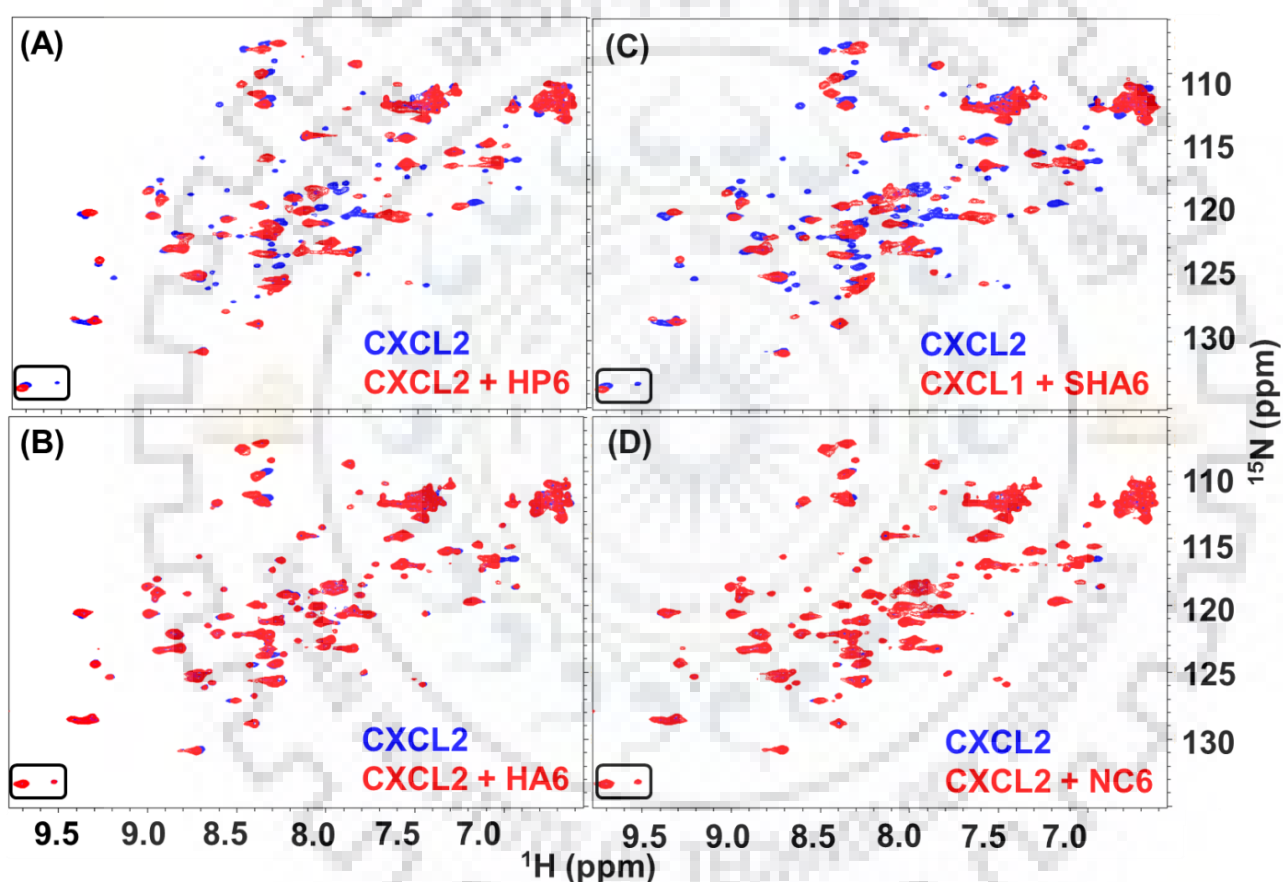 (A)
CXCL2
CXCL2 + HP6
(C)
CXCL2
CXCL1 + SHA6
110
115
120
125
130
(B)
CXCL2
CXCL2 + HA6
(D)
CXCL2
CXCL2 + NC6
110
115
120
125
130
¹⁵N (ppm)
9.5 9.0 8.5 8.0 7.5 7.0 9.5 9.0 8.5 8.0 7.5 7.0
¹H (ppm)